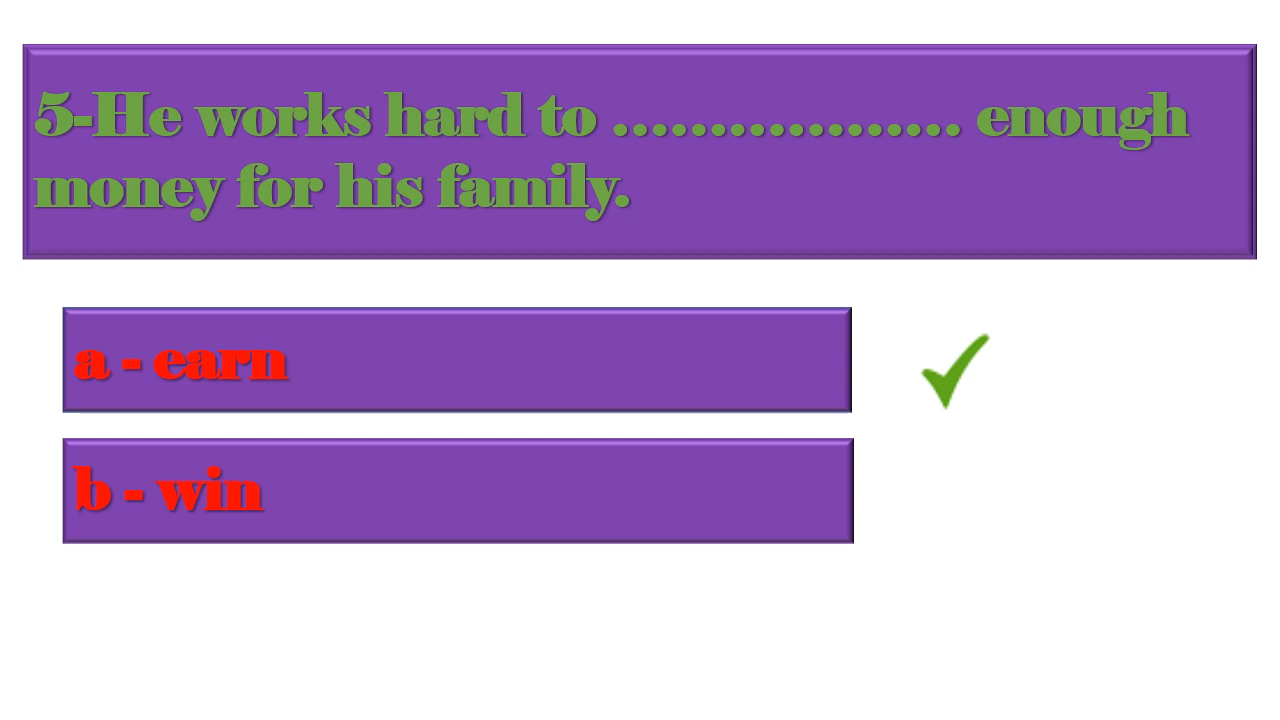 5-He works hard to .................. enough
money for his family.
a - earn
b - win